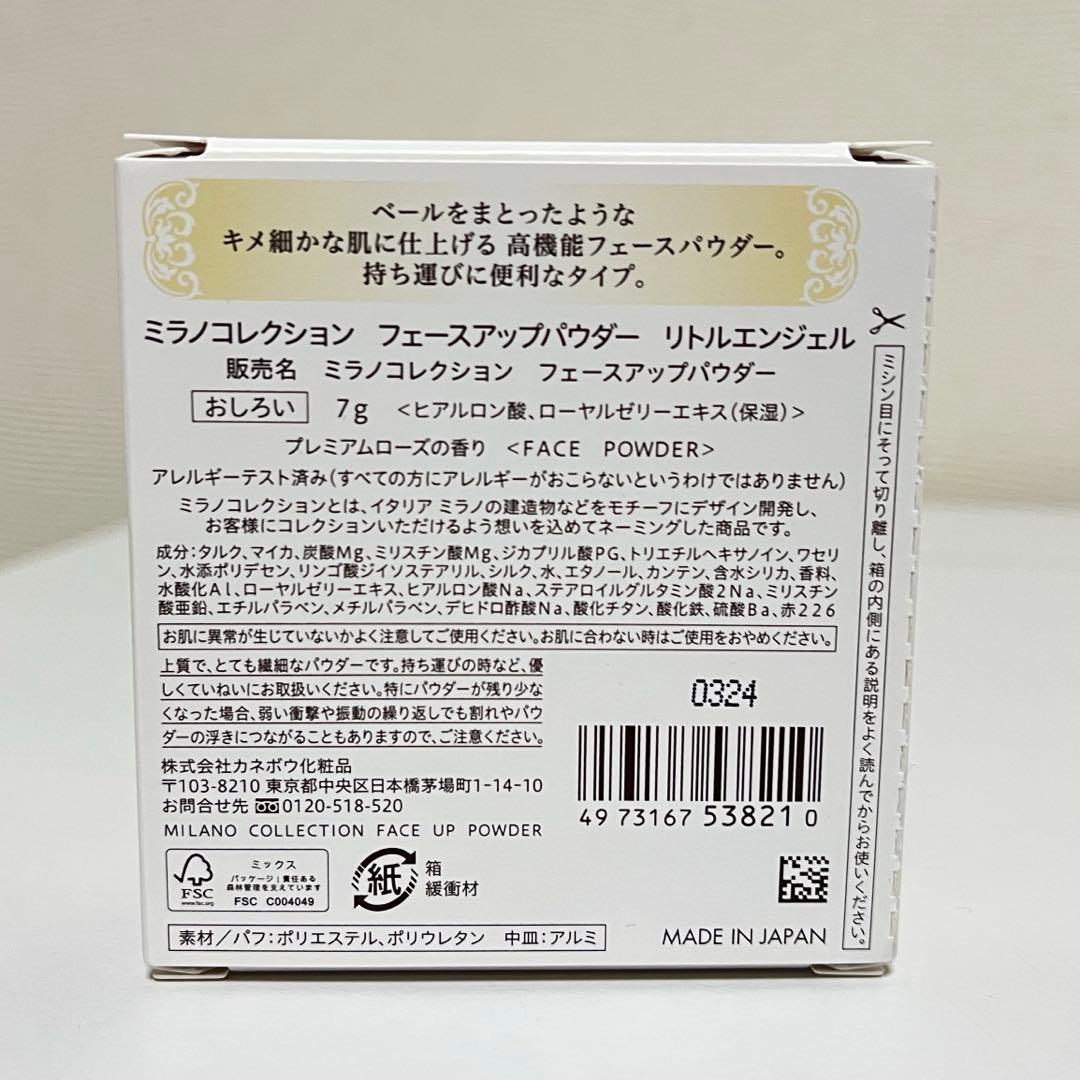 ベールをまとったような
キメ細かな肌に仕上げる 高機能フェースパウダー。
持ち運びに便利なタイプ。
ミラノコレクション　フェースアップパウダー　リトルエンジェル
販売名　ミラノコレクション　フェースアップパウダー
おしろい　7g　<ヒアルロン酸、ローヤルゼリーエキス(保湿)>
プレミアムローズの香り　<FACE　POWDER>
アレルギーテスト済み(すべての方にアレルギーがおこらないというわけではありません)
ミラノコレクションとは、イタリア ミラノの建造物などをモチーフにデザイン開発し、
お客様にコレクションいただけるよう想いを込めてネーミングした商品です。
成分:タルク、マイカ、炭酸Mg、ミリスチン酸Mg、ジカプリル酸PG、トリエチルヘキサノイン、ワセリ
ン、水添ポリデセン、リンゴ酸ジイソステアリル、シルク、水、エタノール、カンテン、含水シリカ、香料、
水酸化Al、ローヤルゼリーエキス、ヒアルロン酸Na、ステアロイルグルタミン酸2Na、ミリスチン
酸亜鉛、エチルパラベン、メチルパラベン、デヒドロ酢酸Na、酸化チタン、酸化鉄、硫酸Ba、赤226
お肌に異常が生じていないかよく注意してご使用ください。お肌に合わない時はご使用をおやめください。
上質で、とても繊細なパウダーです。持ち運びの時など、優
しくていねいにお取扱いください。特にパウダーが残り少な
くなった場合、弱い衝撃や振動の繰り返しでも割れやパウ
ダーの浮きにつながることもありますので、ご注意ください。
株式会社カネボウ化粧品
〒103-8210 東京都中央区日本橋茅場町1-14-10
お問合せ先 0120-518-520
MILANO COLLECTION FACE UP POWDER
0324
4973167538210
FSC
www.fsc.org
ミックス
パッケージ|責任ある
森林管理を支えています
FSC C004049
紙
箱
緩衝材
素材/パフ:ポリエステル、ポリウレタン　中皿:アルミ
MADE IN JAPAN
ミシン目にそって切り離し、箱の内側にある説明をよく読んでからお使いください。